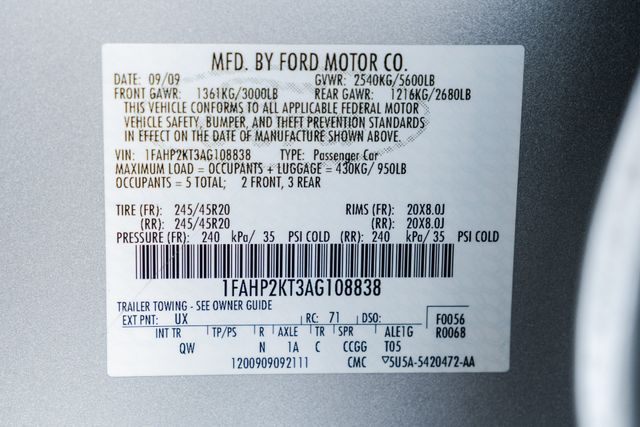 MFD. BY FORD MOTOR CO.
DATE: 09/09 GVWR: 2540KG/5600LB
FRONT GAWR: 1361KG/3000LB REAR GAWR: 1216KG/2680LB
THIS VEHICLE CONFORMS TO ALL APPLICABLE FEDERAL MOTOR
VEHICLE SAFETY, BUMPER, AND THEFT PREVENTION STANDARDS
IN EFFECT ON THE DATE OF MANUFACTURE SHOWN ABOVE.
VIN: 1FAHP2KT3AG108838 TYPE: Passenger Car
MAXIMUM LOAD = OCCUPANTS + LUGGAGE = 430KG/ 950LB
OCCUPANTS = 5 TOTAL; 2 FRONT, 3 REAR
TIRE (FR): 245/45R20 RIMS (FR): 20X8.0J
(RR): 245/45R20 (RR): 20X8.0J
PRESSURE (FR): 240 kPa/ 35 PSI COLD (RR): 240 kPa/ 35 PSI COLD
1FAHP2KT3AG108838
TRAILER TOWING - SEE OWNER GUIDE
EXT PNT: UX RC: 71 DSO: F0056
INT TR TP/PS R AXLE TR SPR ALE1G R0068
QW N 1A C CCGG T05
1200909092111 CMC ▽5U5A-5420472-AA